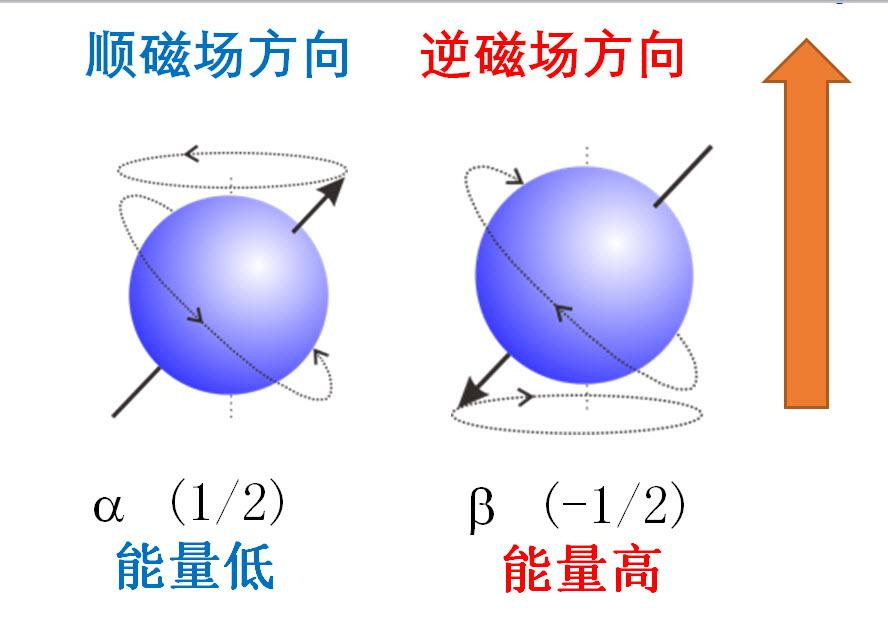 顺磁场方向 逆磁场方向
α (1/2) β (-1/2)
能量低 能量高